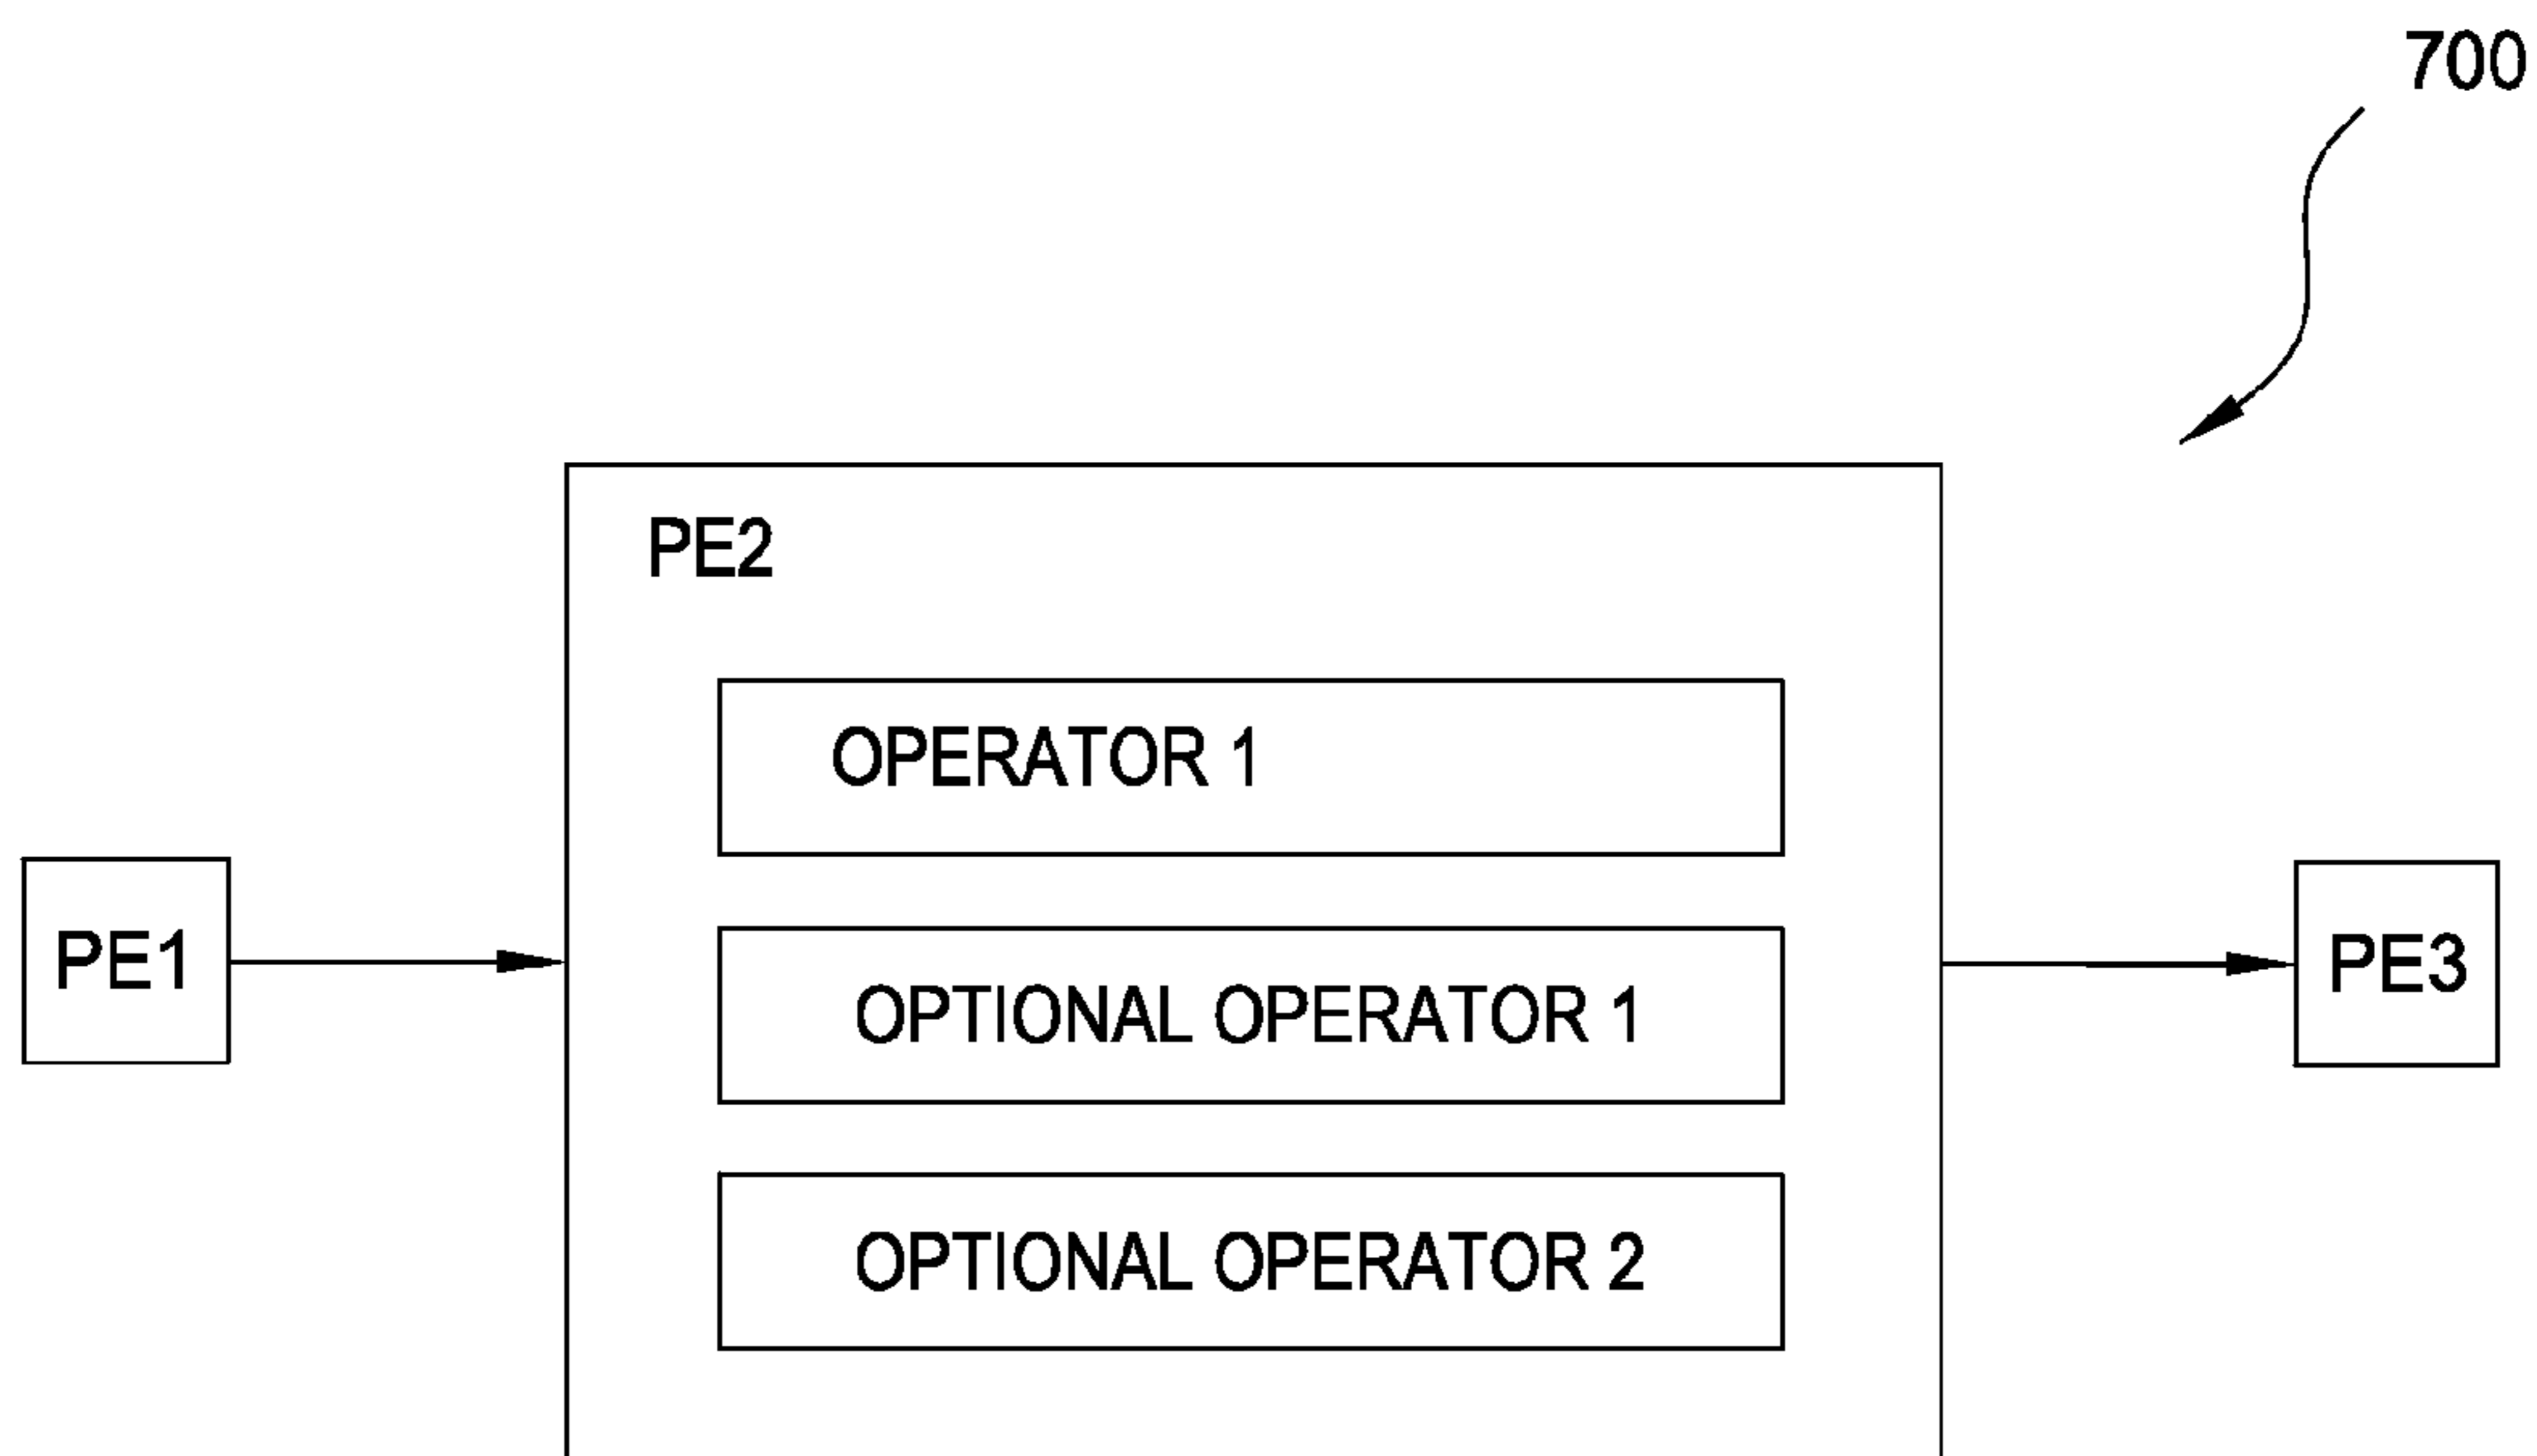 700
PE2
OPERATOR 1
PE1
OPTIONAL OPERATOR 1
PE3
OPTIONAL OPERATOR 2